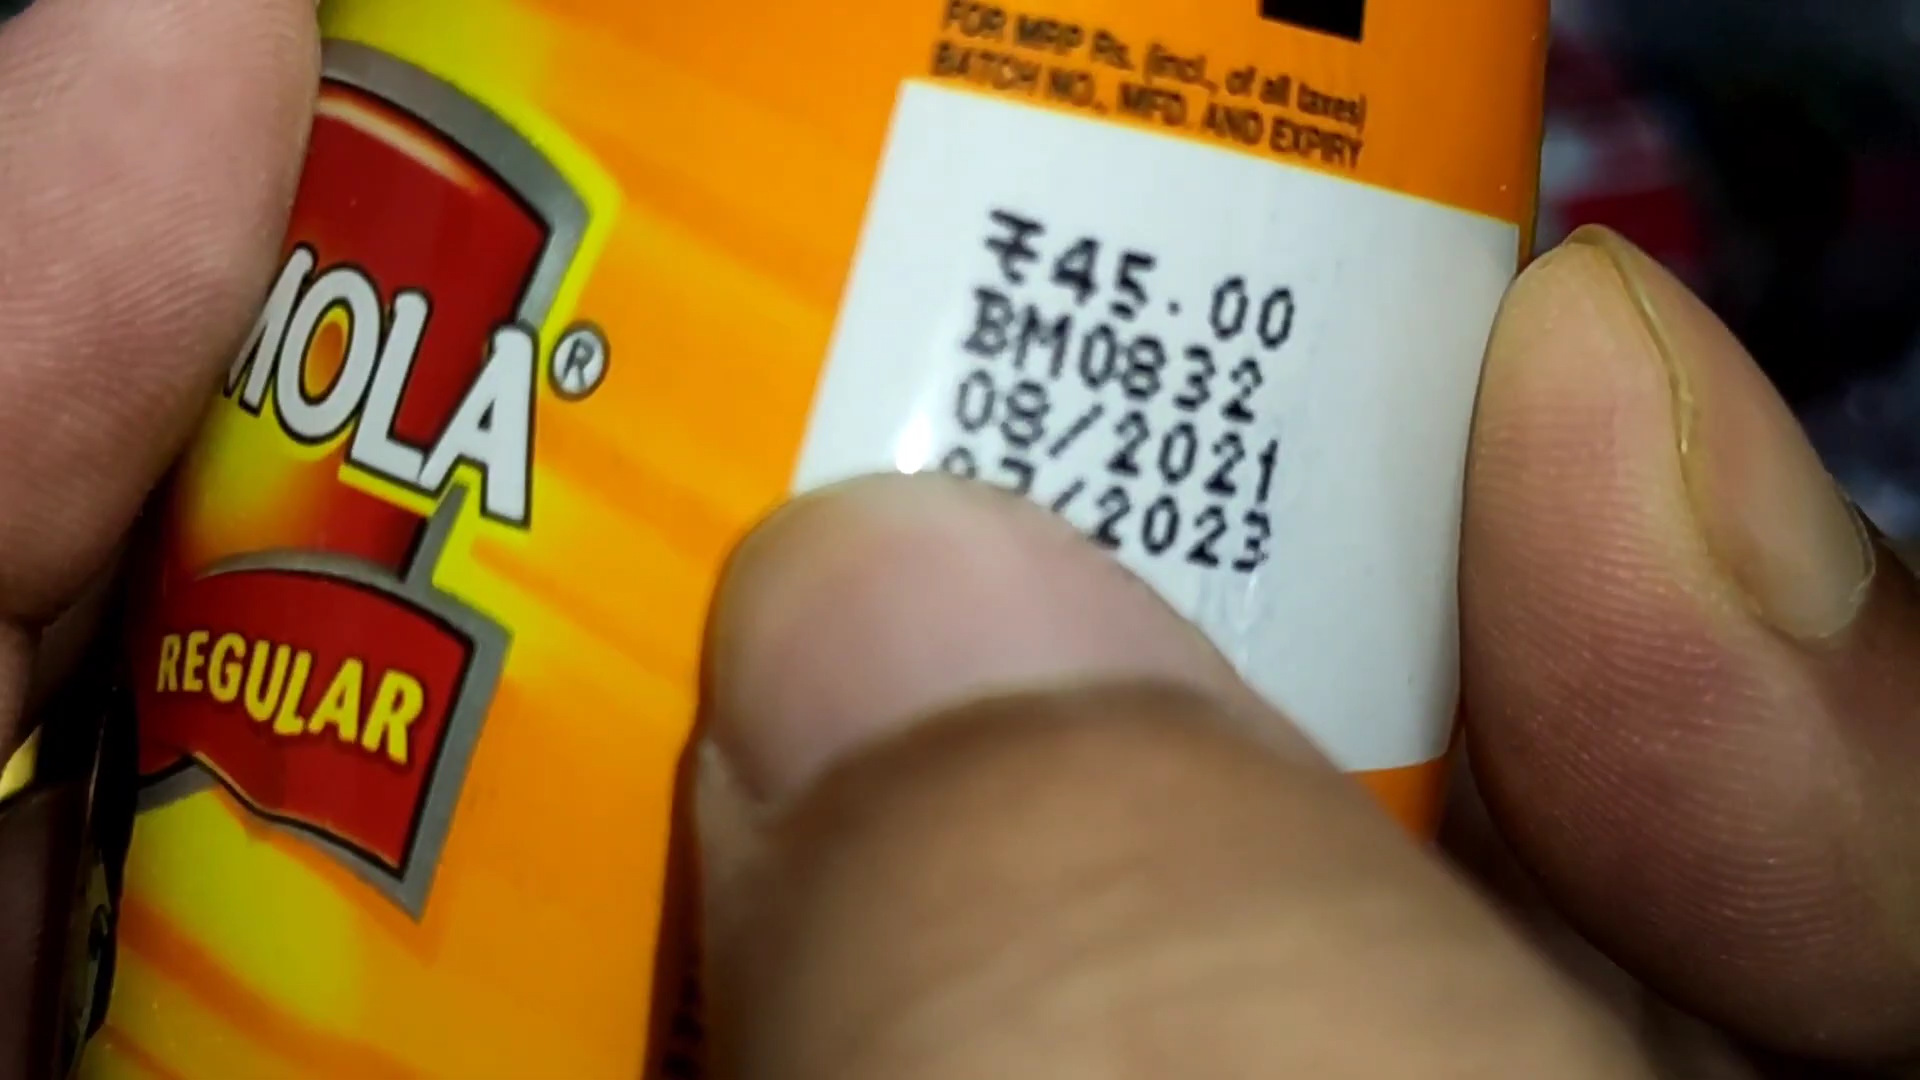 FOR MRP Rs. (incl., of all taxes)
BATCH NO., MFD. AND EXPIRY
₹45.00
BM0832
08/2021
/2023
MOLA®
REGULAR